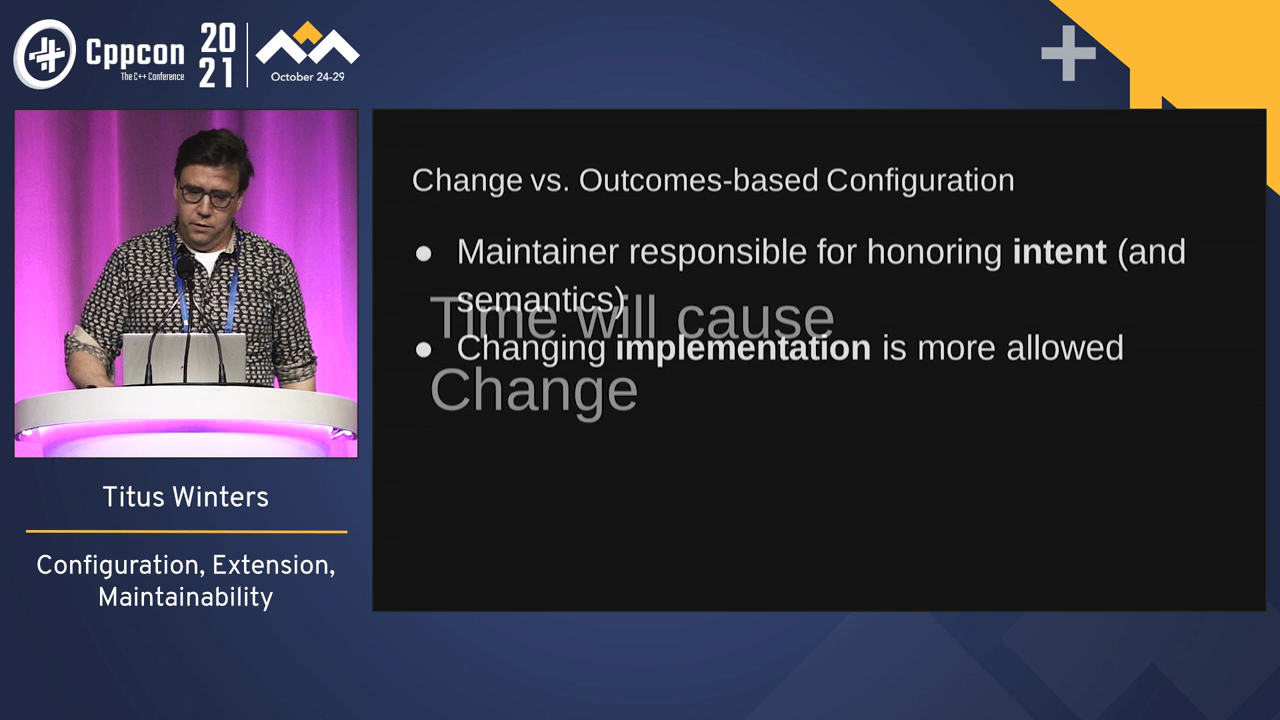 Cppcon
The C++ Conference
20
21
October 24-29
Change vs. Outcomes-based Configuration
● Maintainer responsible for honoring intent (and
semantics)
● Changing implementation is more allowed
Time will cause
Change
Titus Winters
Configuration, Extension,
Maintainability